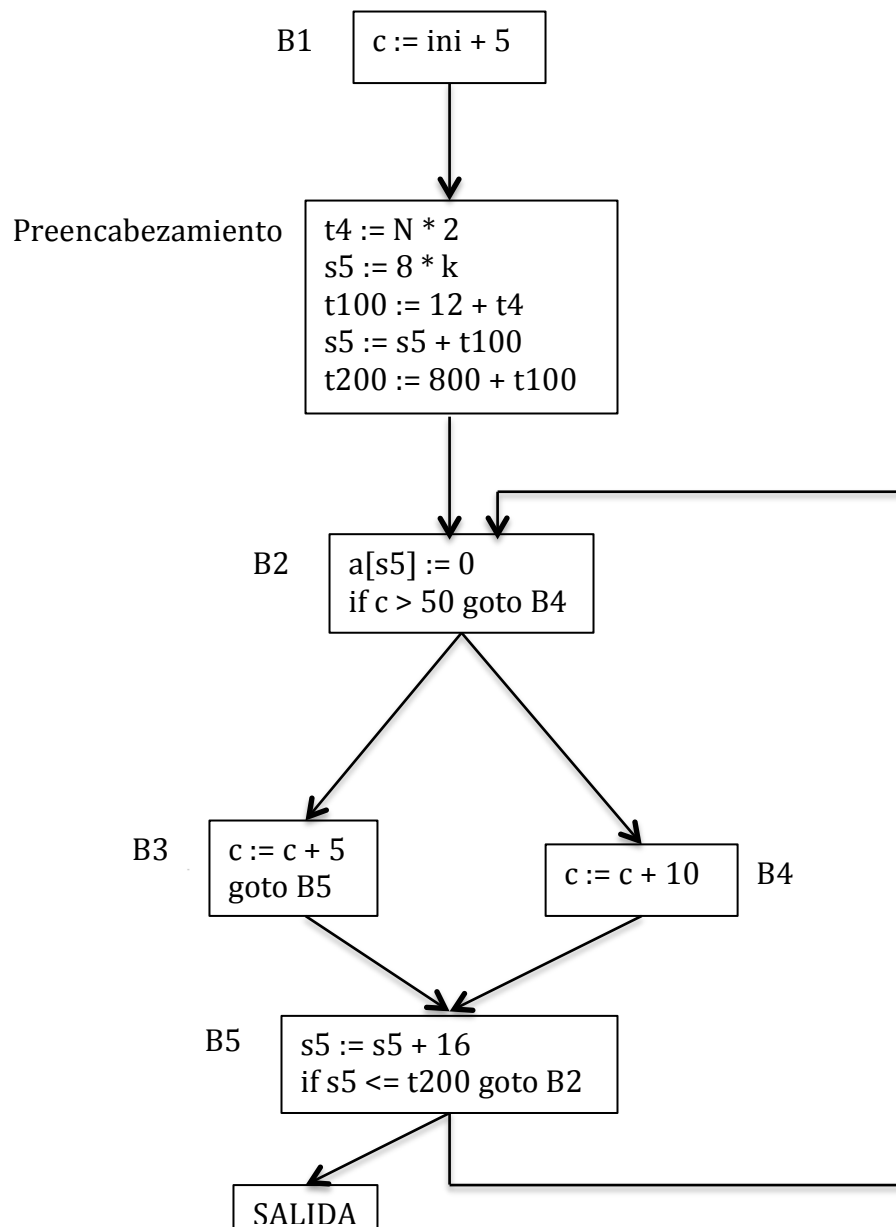 B1
c := ini + 5
Preencabezamiento
t4 := N * 2
s5 := 8 * k
t100 := 12 + t4
s5 := s5 + t100
t200 := 800 + t100
B2
a[s5] := 0
if c > 50 goto B4
B3
c := c + 5
goto B5
c := c + 10
B4
B5
s5 := s5 + 16
if s5 <= t200 goto B2
SALIDA